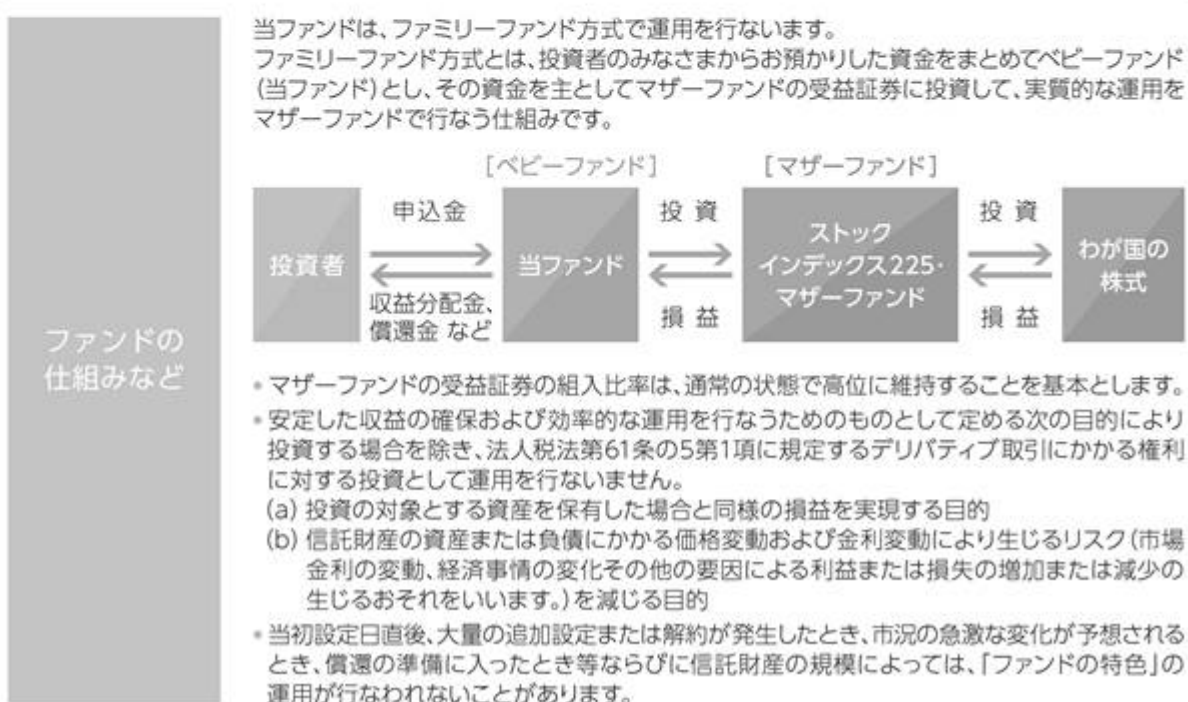 当ファンドは、ファミリーファンド方式で運用を行ないます。
ファミリーファンド方式とは、投資者のみなさまからお預かりした資金をまとめてベビーファンド
(当ファンド)とし、その資金を主としてマザーファンドの受益証券に投資して、実質的な運用を
マザーファンドで行なう仕組みです。
[ベビーファンド]
[マザーファンド]
投資者
申込金
収益分配金、
償還金 など
当ファンド
投 資
損 益
ストック
インデックス225・
マザーファンド
投 資
損 益
わが国の
株式
ファンドの
仕組みなど
• マザーファンドの受益証券の組入比率は、通常の状態で高位に維持することを基本とします。
• 安定した収益の確保および効率的な運用を行なうためのものとして定める次の目的により
投資する場合を除き、法人税法第61条の5第1項に規定するデリバティブ取引にかかる権利
に対する投資として運用を行ないません。
(a) 投資の対象とする資産を保有した場合と同様の損益を実現する目的
(b) 信託財産の資産または負債にかかる価格変動および金利変動により生じるリスク(市場
金利の変動、経済事情の変化その他の要因による利益または損失の増加または減少の
生じるおそれをいいます。)を減じる目的
• 当初設定日直後、大量の追加設定または解約が発生したとき、市況の急激な変化が予想される
とき、償還の準備に入ったとき等ならびに信託財産の規模によっては、「ファンドの特色」の
運用が行なわれないことがあります。